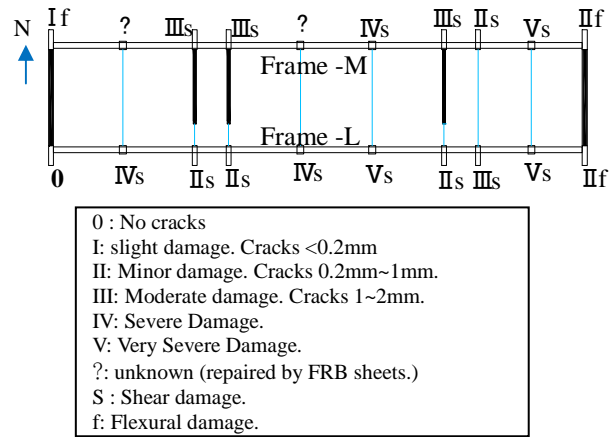 Ⅰf ? Ⅲs Ⅲs ? Ⅳs Ⅲs Ⅱs Ⅴs Ⅱf
N
Frame -M
Frame -L
0 Ⅳs Ⅱs Ⅱs Ⅳs Ⅴs Ⅱs Ⅲs Ⅴs Ⅱf
0 : No cracks
I: slight damage. Cracks <0.2mm
II: Minor damage. Cracks 0.2mm~1mm.
III: Moderate damage. Cracks 1~2mm.
IV: Severe Damage.
V: Very Severe Damage.
?: unknown (repaired by FRB sheets.)
S : Shear damage.
f: Flexural damage.